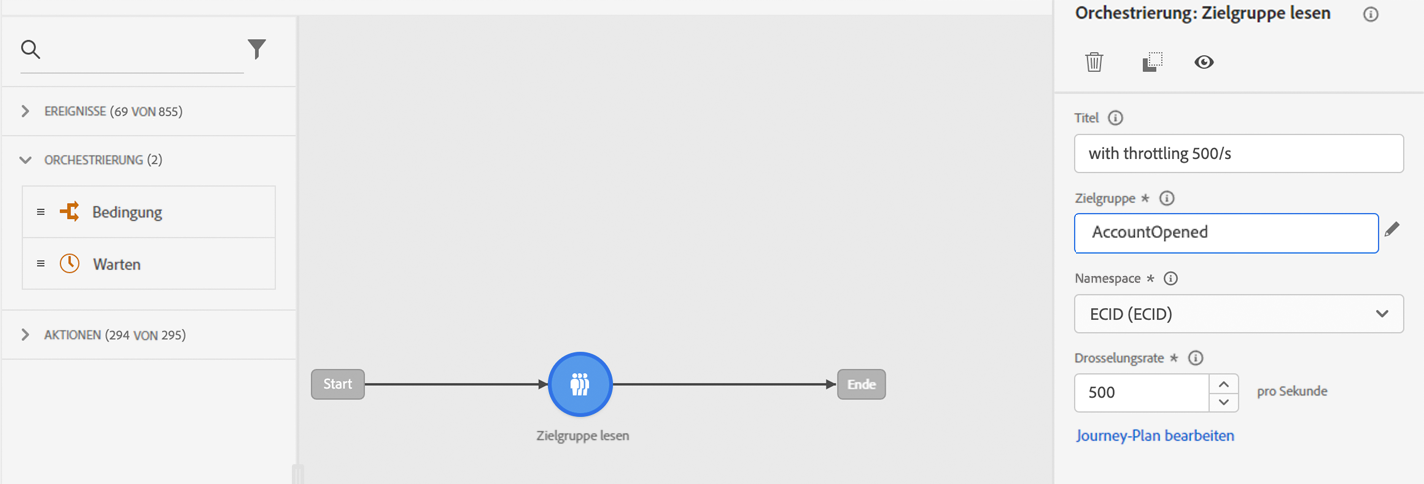 Orchestrierung: Zielgruppe lesen
EREIGNISSE (69 VON 855)
ORCHESTRIERUNG (2)
Bedingung
Warten
AKTIONEN (294 VON 295)
Start
Ende
Zielgruppe lesen
Titel
with throttling 500/s
Zielgruppe *
AccountOpened
Namespace *
ECID (ECID)
Drosselungsrate *
500 pro Sekunde
Journey-Plan bearbeiten